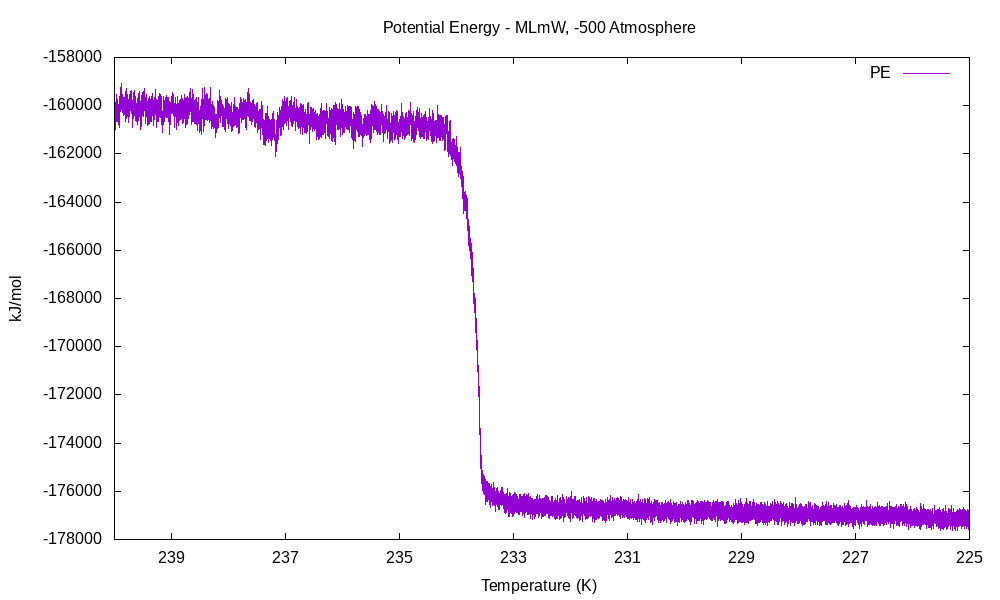 Potential Energy - MLmW, -500 Atmosphere
PE
-158000
-160000
-162000
-164000
-166000
-168000
-170000
-172000
-174000
-176000
-178000
kJ/mol
239 237 235 233 231 229 227 225
Temperature (K)